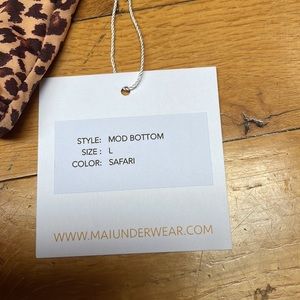 STYLE: MOD BOTTOM
SIZE : L
COLOR: SAFARI
WWW.MAIUNDERWEAR.COM